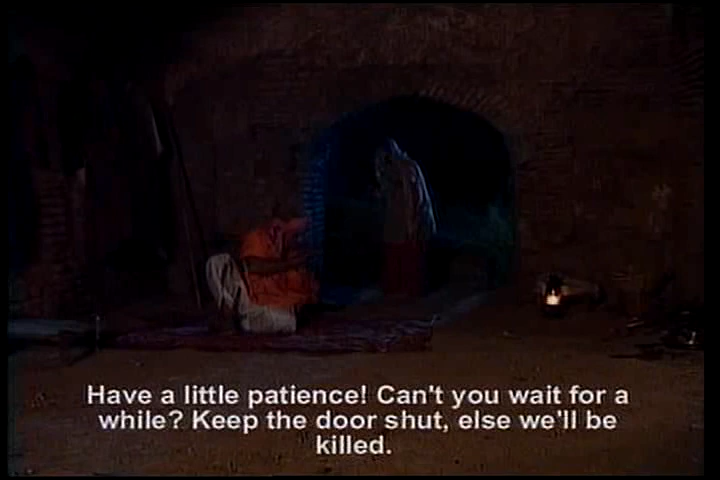 Have a little patience! Can't you wait for a
while? Keep the door shut, else we'll be
killed.